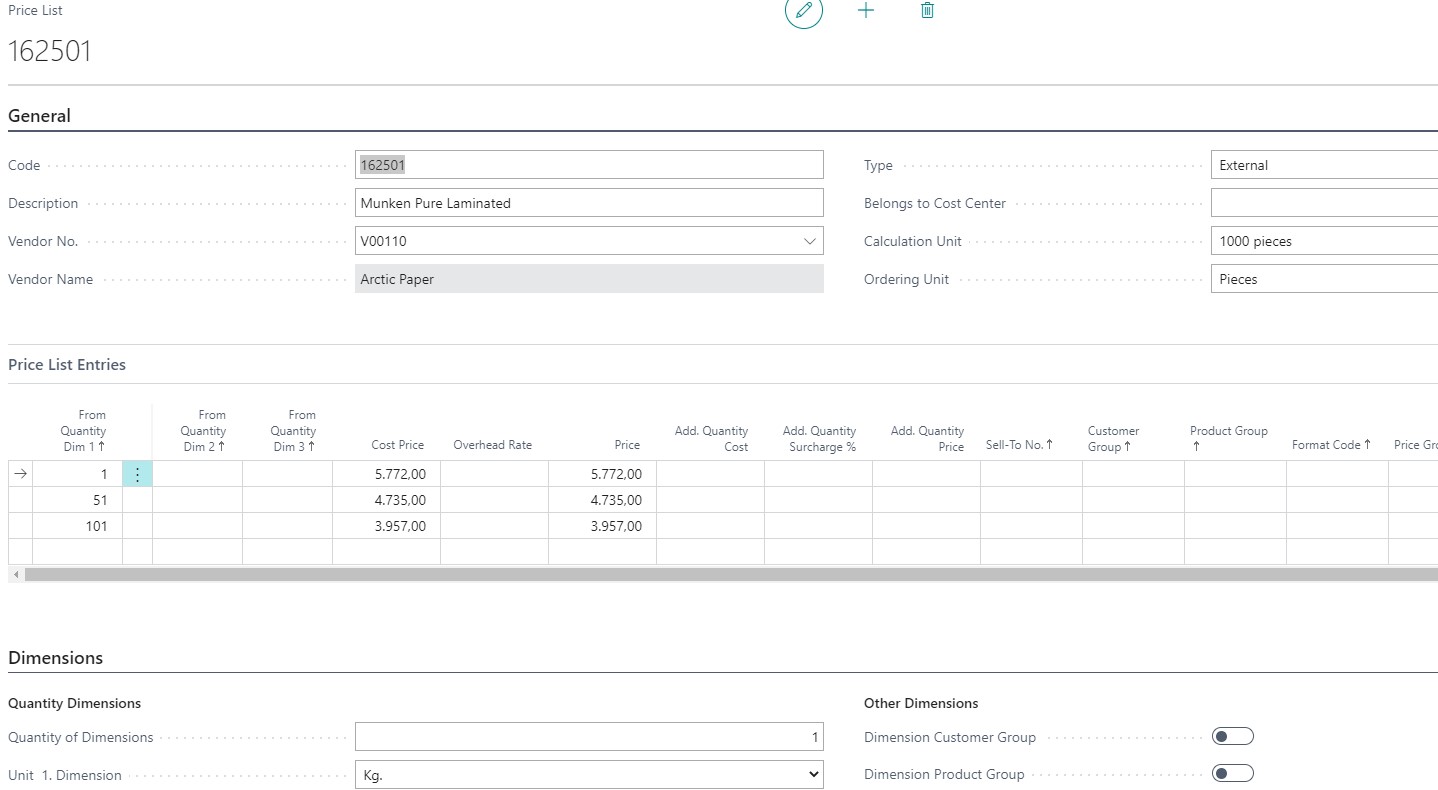 Price List
162501
General
Code 162501 Type External
Description Munken Pure Laminated Belongs to Cost Center
Vendor No. V00110 Calculation Unit 1000 pieces
Vendor Name Arctic Paper Ordering Unit Pieces
Price List Entries
From From From
Quantity Quantity Quantity Add. Quantity Add. Quantity Add. Quantity Customer Product Group
Dim 1 ↑ Dim 2 ↑ Dim 3 ↑ Cost Price Overhead Rate Price Cost Surcharge % Price Sell-To No. ↑ Group ↑ ↑ Format Code ↑ Price Gro
1 5.772,00 5.772,00
51 4.735,00 4.735,00
101 3.957,00 3.957,00
Dimensions
Quantity Dimensions Other Dimensions
Quantity of Dimensions 1 Dimension Customer Group
Unit 1. Dimension Kg. Dimension Product Group